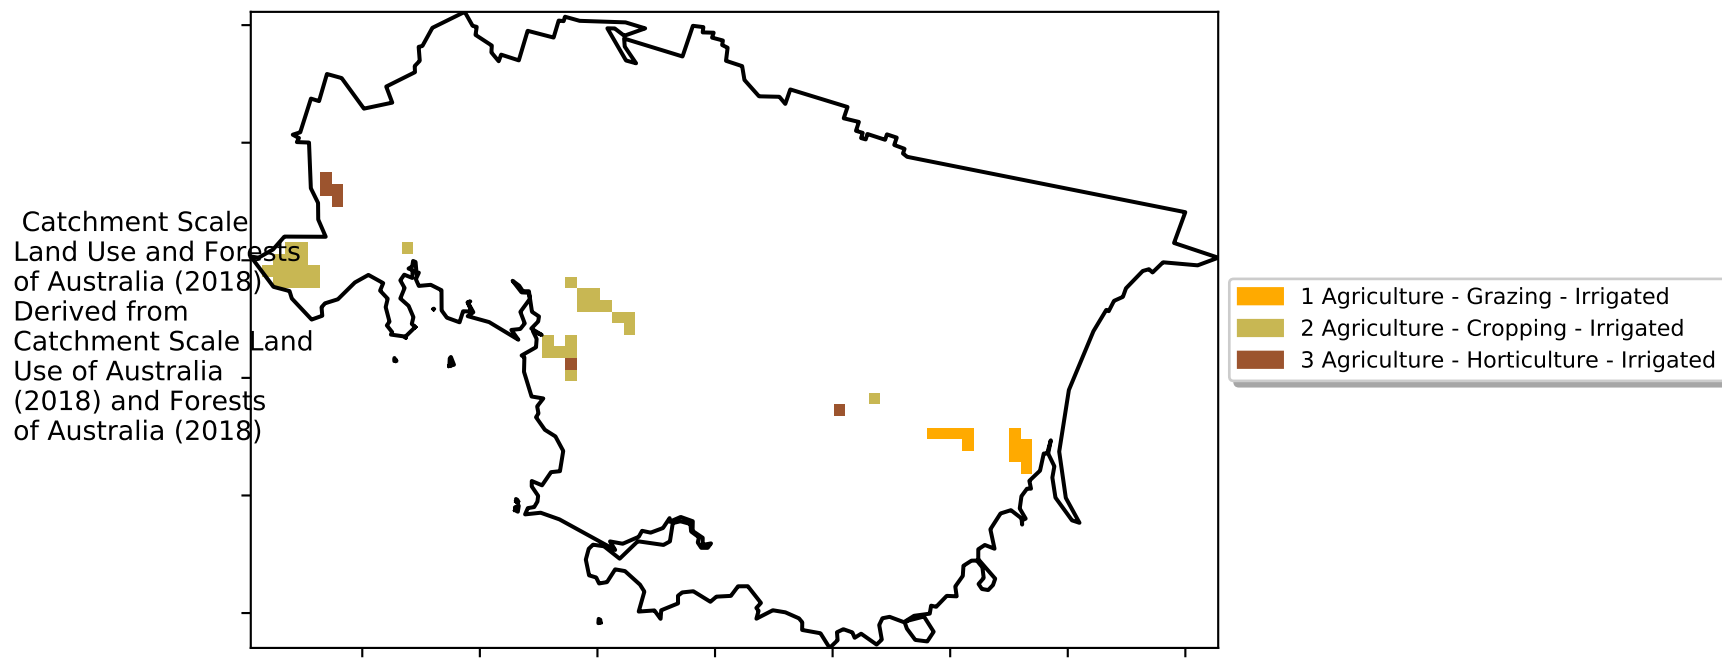 Catchment Scale
Land Use and Forests
of Australia (2018)
Derived from
Catchment Scale Land
Use of Australia
(2018) and Forests
of Australia (2018)
1 Agriculture - Grazing - Irrigated
2 Agriculture - Cropping - Irrigated
3 Agriculture - Horticulture - Irrigated